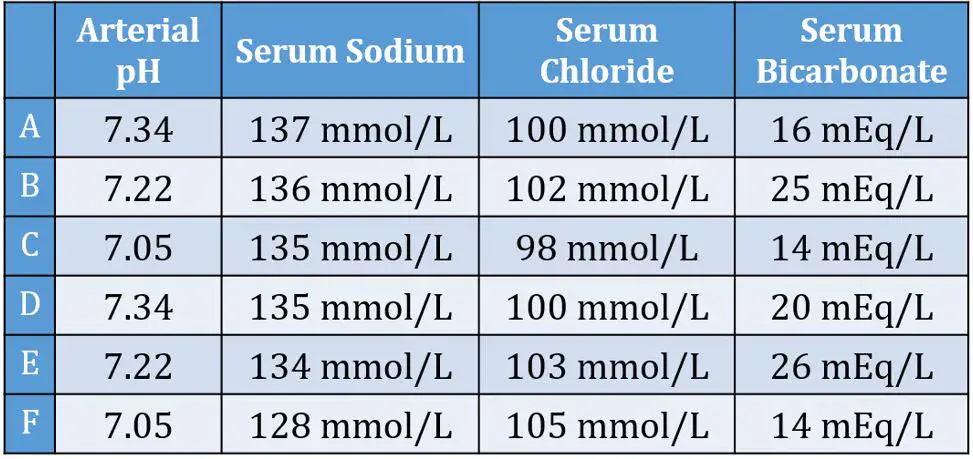 Arterial pH Serum Sodium Serum Chloride Serum Bicarbonate
A 7.34 137 mmol/L 100 mmol/L 16 mEq/L
B 7.22 136 mmol/L 102 mmol/L 25 mEq/L
C 7.05 135 mmol/L 98 mmol/L 14 mEq/L
D 7.34 135 mmol/L 100 mmol/L 20 mEq/L
E 7.22 134 mmol/L 103 mmol/L 26 mEq/L
F 7.05 128 mmol/L 105 mmol/L 14 mEq/L